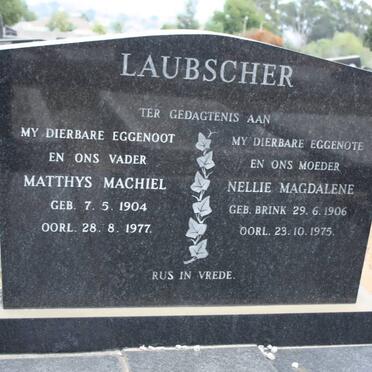 LAUBSCHER
TER GEDAGTENIS AAN
MY DIERBARE EGGENOOT
EN ONS VADER
MATTHYS MACHIEL
GEB. 7. 5. 1904
OORL. 28. 8. 1977.
MY DIERBARE EGGENOTE
EN ONS MOEDER
NELLIE MAGDALENE
GEB. BRINK 29. 6. 1906
OORL. 23. 10. 1975.
RUS IN VREDE.